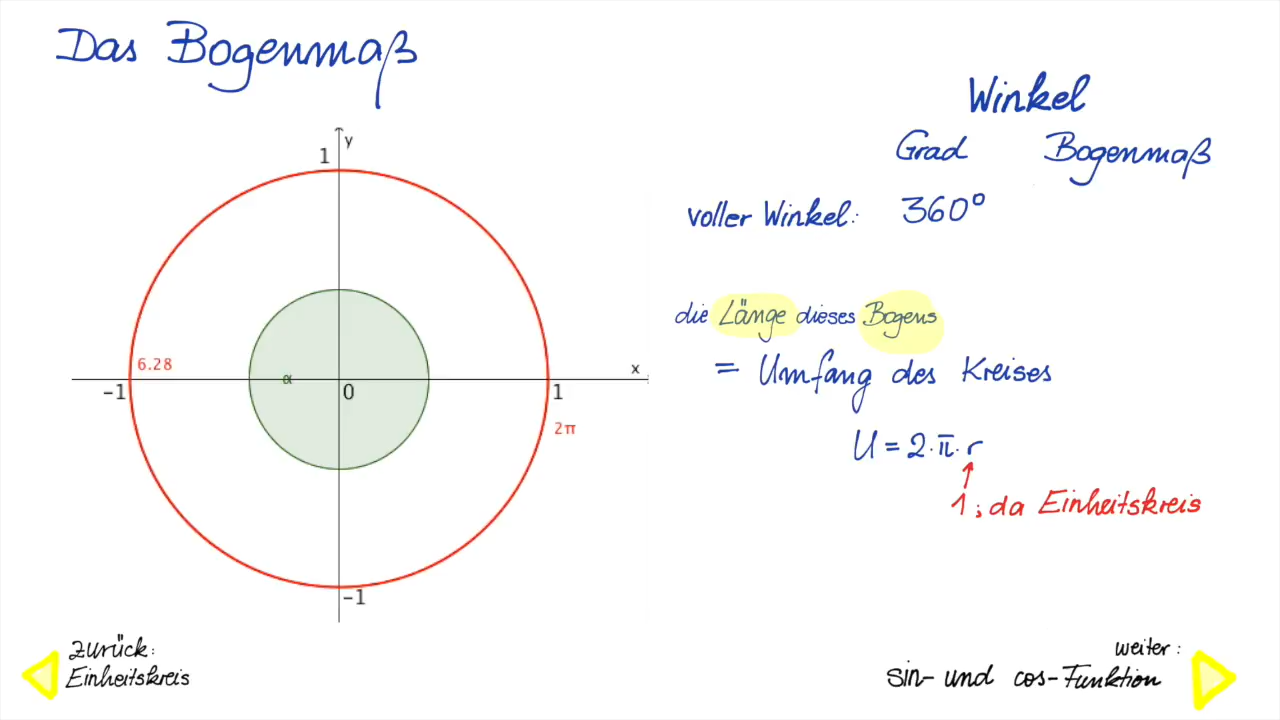 Das Bogenmaß
Winkel
Grad Bogenmaß
voller Winkel: 360°
die Länge dieses Bogens
= Umfang des Kreises
U = 2·π·r
1, da Einheitskreis
y
1
6.28
x
-1
α
0
1
2π
-1
zurück:
Einheitskreis
weiter:
sin- und cos-Funktion